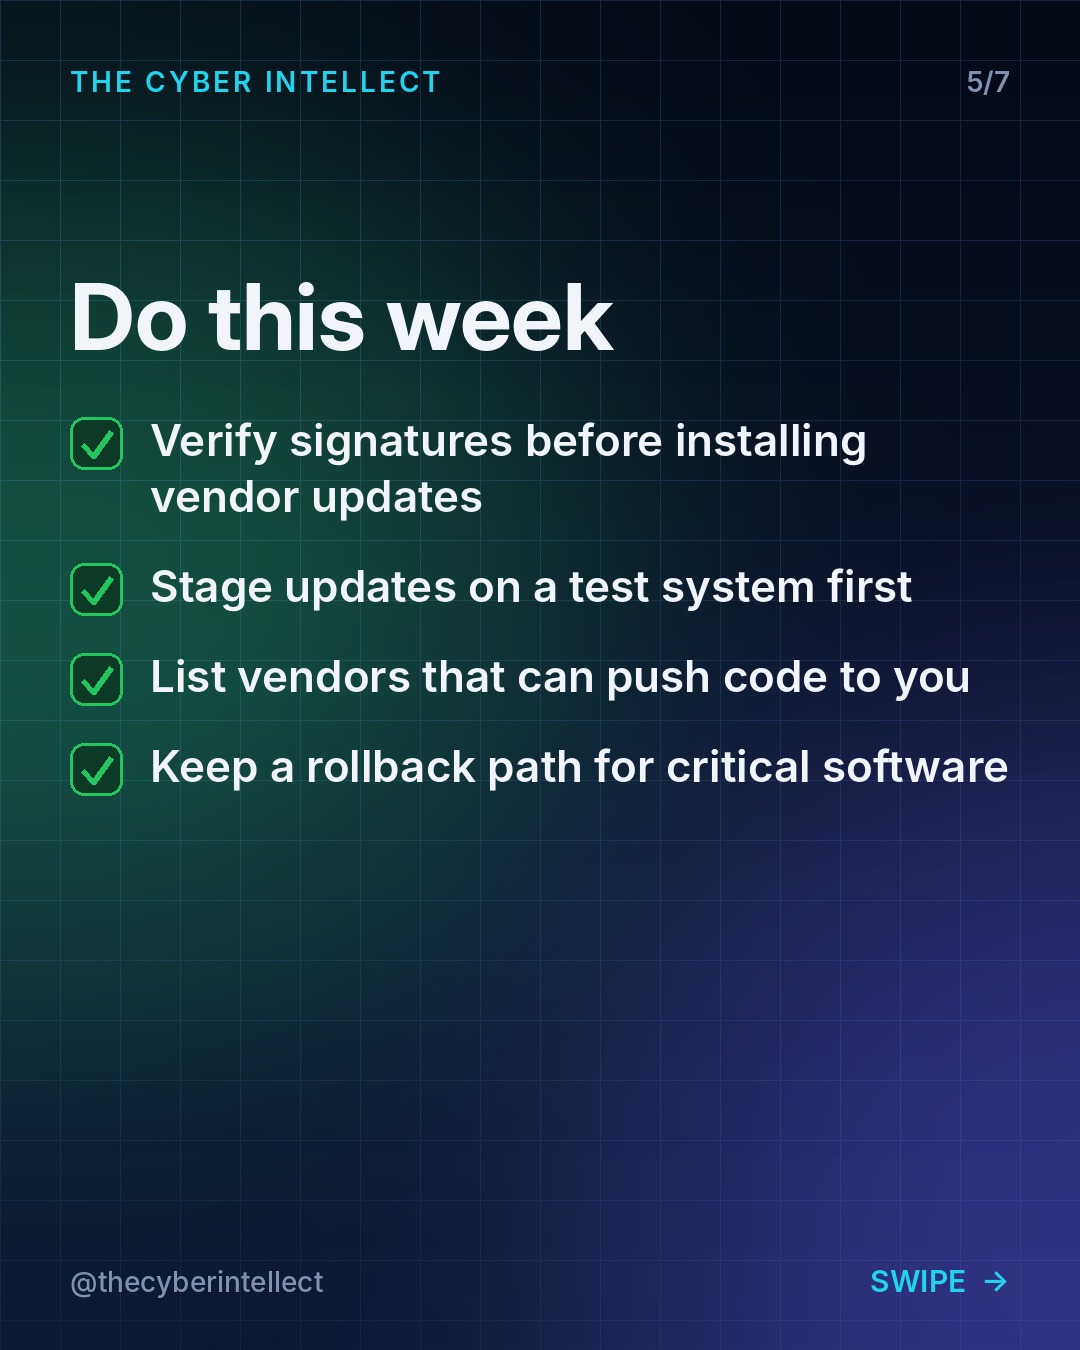 THE CYBER INTELLECT
5/7
Do this week
Verify signatures before installing
vendor updates
Stage updates on a test system first
List vendors that can push code to you
Keep a rollback path for critical software
@thecyberintellect
SWIPE →